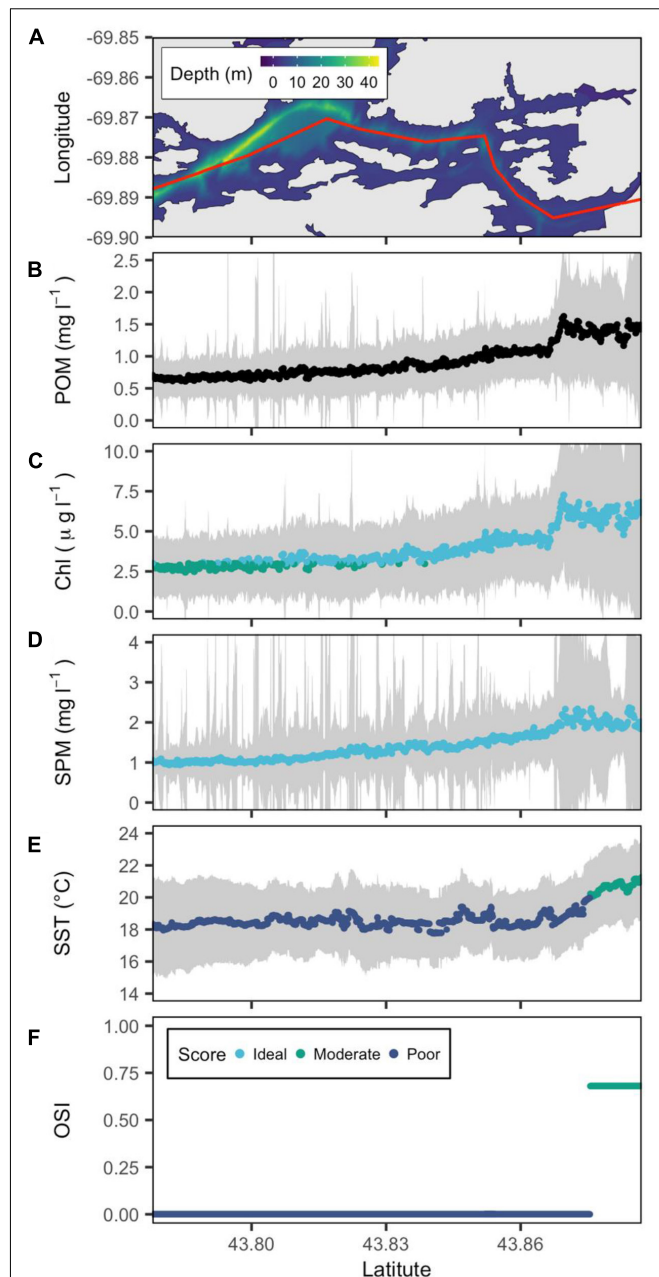 A
-69.85
-69.86
-69.87
-69.88
-69.89
-69.90
Longitude
Depth (m)
0 10 20 30 40
B
2.5
2.0
1.5
1.0
0.5
0.0
POM (mg l⁻¹)
C
10.0
7.5
5.0
2.5
0.0
Chl ( μ g l⁻¹)
D
4
3
2
1
0
SPM (mg l⁻¹)
E
24
22
20
18
16
14
SST (°C)
F
1.00
0.75
0.50
0.25
0.00
OSI
Score Ideal Moderate Poor
43.80 43.83 43.86
Latitute